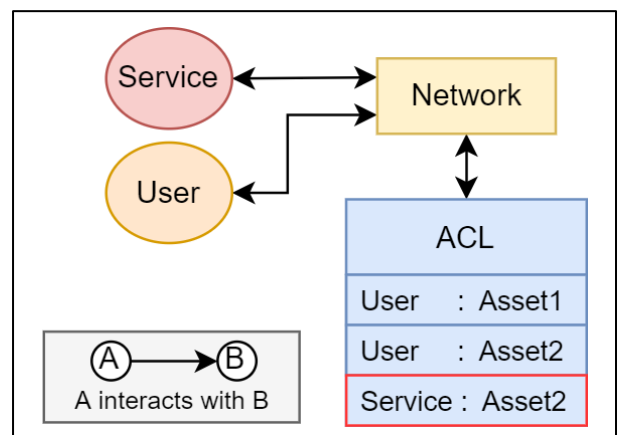 Service
Network
User
ACL
User : Asset1
User : Asset2
Service : Asset2
A B
A interacts with B